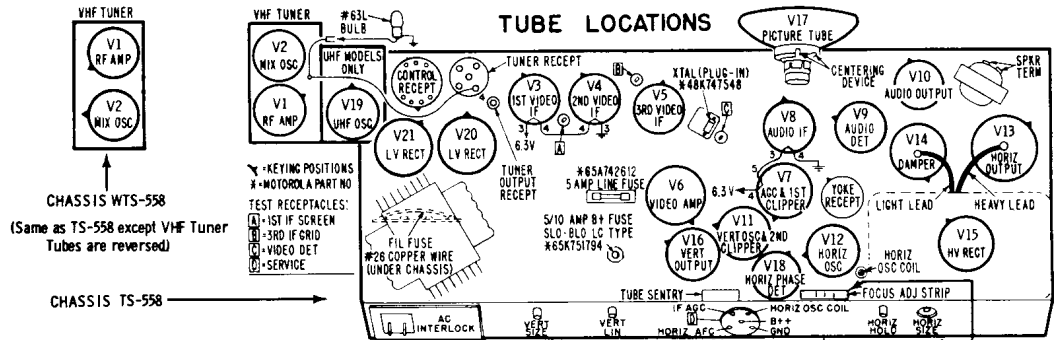 TUBE LOCATIONS
VHF TUNER
V1
RF AMP
V2
MIX OSC
CHASSIS WTS-558
(Same as TS-558 except VHF Tuner
Tubes are reversed)
CHASSIS TS-558
VHF TUNER
V2
MIX OSC
V1
RF AMP
#63L
BULB
UHF MODELS
ONLY
V19
UHF OSC
CONTROL
RECEPT
TUNER RECEPT
V21
LV RECT
V20
LV RECT
TUNER
OUTPUT
RECEPT
= KEYING POSITIONS
* = MOTOROLA PART NO
TEST RECEPTACLES:
A = 1ST IF SCREEN
B = 3RD IF GRID
C = VIDEO DET
D = SERVICE
FIL FUSE
#26 COPPER WIRE
(UNDER CHASSIS)
V3
1ST VIDEO
IF
3 4
6.3V
A
B
V4
2ND VIDEO
IF
4 3
V5
3RD VIDEO
IF
XTAL (PLUG-IN)
*48K747548
C
V17
PICTURE TUBE
CENTERING
DEVICE
V10
AUDIO OUTPUT
SPKR
TERM
V8
AUDIO IF
3 4
V9
AUDIO
DET
V14
DAMPER
V13
HORIZ
OUTPUT
*65A742612
5 AMP LINE FUSE
5/10 AMP B+ FUSE
SLO-BLO LC TYPE
*65K751794
V6
VIDEO AMP
6.3V
5
4
V7
AGC & 1ST
CLIPPER
YOKE
RECEPT
LIGHT LEAD
HEAVY LEAD
V16
VERT
OUTPUT
V11
VERT OSC & 2ND
CLIPPER
V18
HORIZ PHASE
DET
V12
HORIZ
OSC
V15
HV RECT
HORIZ
OSC COIL
TUBE SENTRY
FOCUS ADJ STRIP
AC
INTERLOCK
VERT
SIZE
VERT
LIN
IF AGC
D
HORIZ AFC
HORIZ OSC COIL
B++
GND
HORIZ
HOLD
HORIZ
SIZE